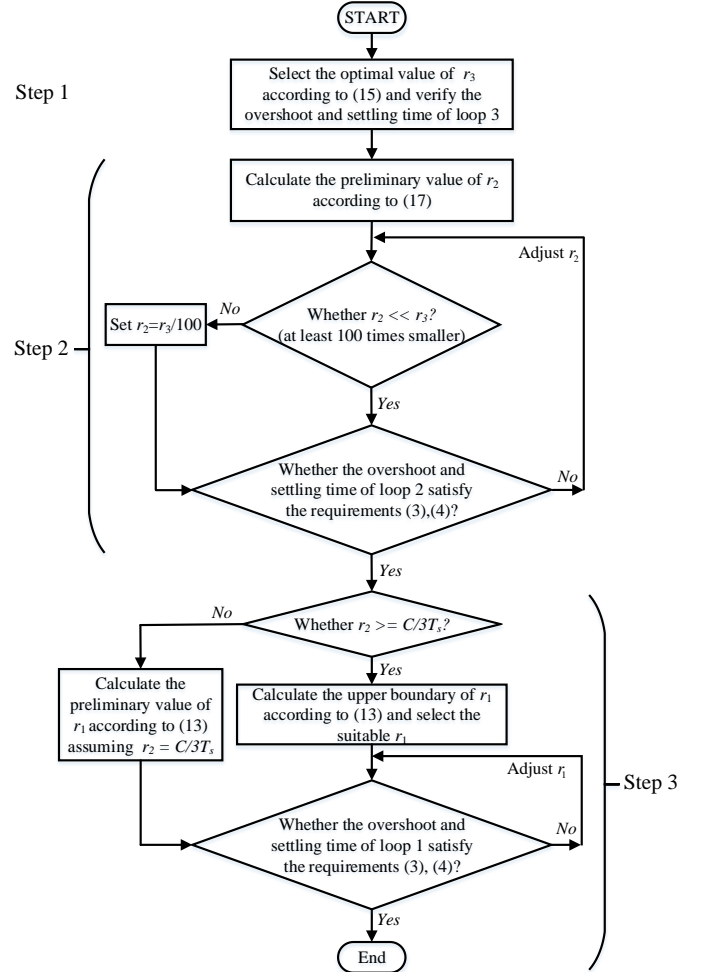 START
Step 1
Select the optimal value of r3
according to (15) and verify the
overshoot and settling time of loop 3
Calculate the preliminary value of r2
according to (17)
Adjust r2
Whether r2 << r3?
(at least 100 times smaller)
No
Set r2=r3/100
Step 2
Yes
Whether the overshoot and
settling time of loop 2 satisfy
the requirements (3),(4)?
No
Yes
Whether r2 >= C/3Ts?
No
Yes
Calculate the
preliminary value of
r1 according to (13)
assuming r2 = C/3Ts
Calculate the upper boundary of r1
according to (13) and select the
suitable r1
Adjust r1
Step 3
Whether the overshoot and
settling time of loop 1 satisfy
the requirements (3), (4)?
No
Yes
End